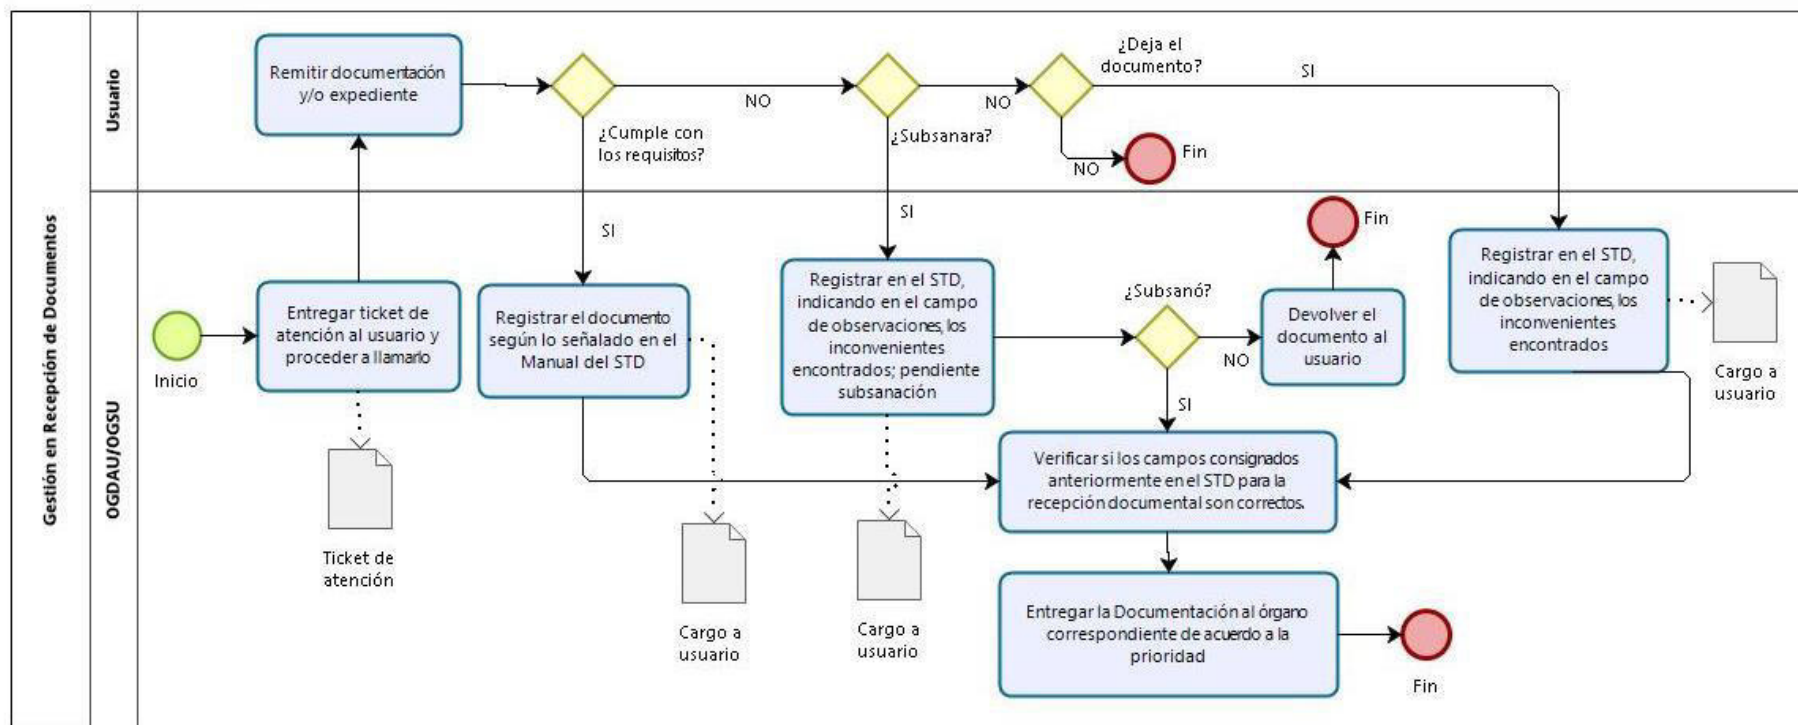 Gestión en Recepción de Documentos
Usuario
Remitir documentación
y/o expediente
¿Cumple con
los requisitos?
NO
SI
¿Subsanara?
NO
SI
¿Deja el
documento?
SI
NO
Fin
OGDAU/OGSU
Inicio
Entregar ticket de
atención al usuario y
proceder a llamarlo
Ticket de
atención
Registrar el documento
según lo señalado en el
Manual del STD
Cargo a
usuario
Registrar en el STD,
indicando en el campo
de observaciones, los
inconvenientes
encontrados; pendiente
subsanación
Cargo a
usuario
¿Subsanó?
NO
SI
Devolver el
documento al
usuario
Fin
Registrar en el STD,
indicando en el campo
de observaciones, los
inconvenientes
encontrados
Cargo a
usuario
Verificar si los campos consignados
anteriormente en el STD para la
recepción documental son correctos.
Entregar la Documentación al órgano
correspondiente de acuerdo a la
prioridad
Fin